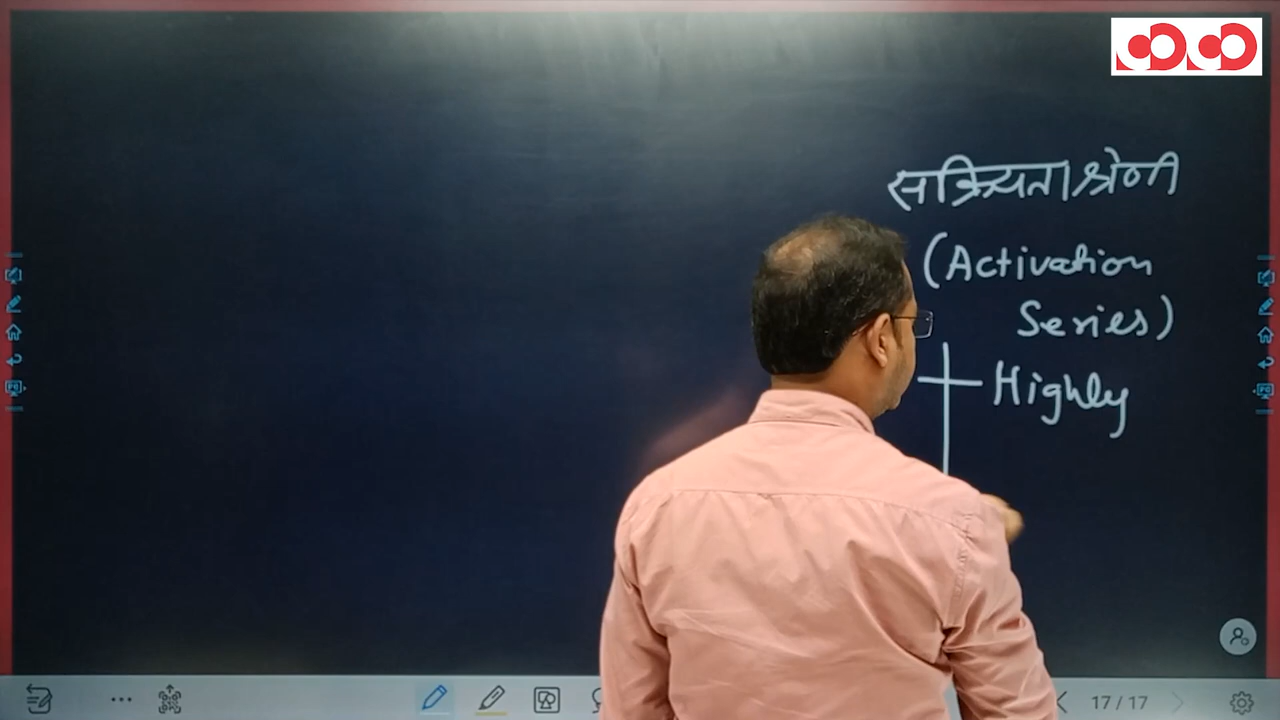 सक्रियता श्रेणी
(Activation
Series)
Highly
17 / 17